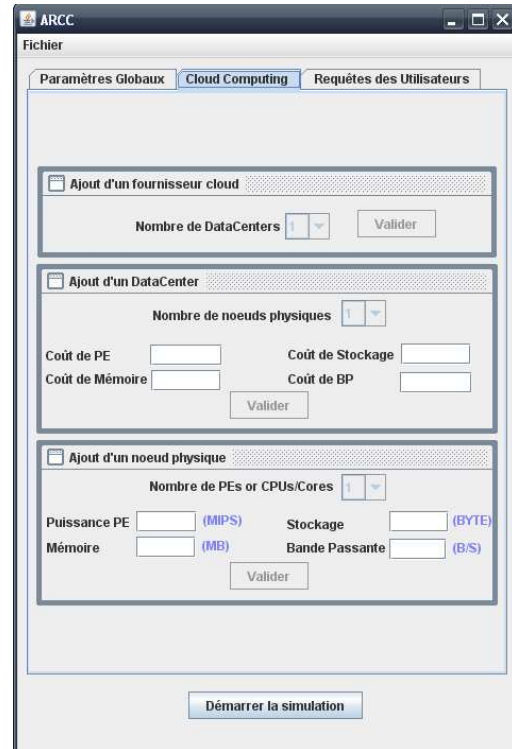 ARCC
Fichier
Paramètres Globaux Cloud Computing Requêtes des Utilisateurs
Ajout d'un fournisseur cloud
Nombre de DataCenters 1 Valider
Ajout d'un DataCenter
Nombre de noeuds physiques 1
Coût de PE Coût de Stockage
Coût de Mémoire Coût de BP
Valider
Ajout d'un noeud physique
Nombre de PEs or CPUs/Cores 1
Puissance PE (MIPS) Stockage (BYTE)
Mémoire (MB) Bande Passante (B/S)
Valider
Démarrer la simulation